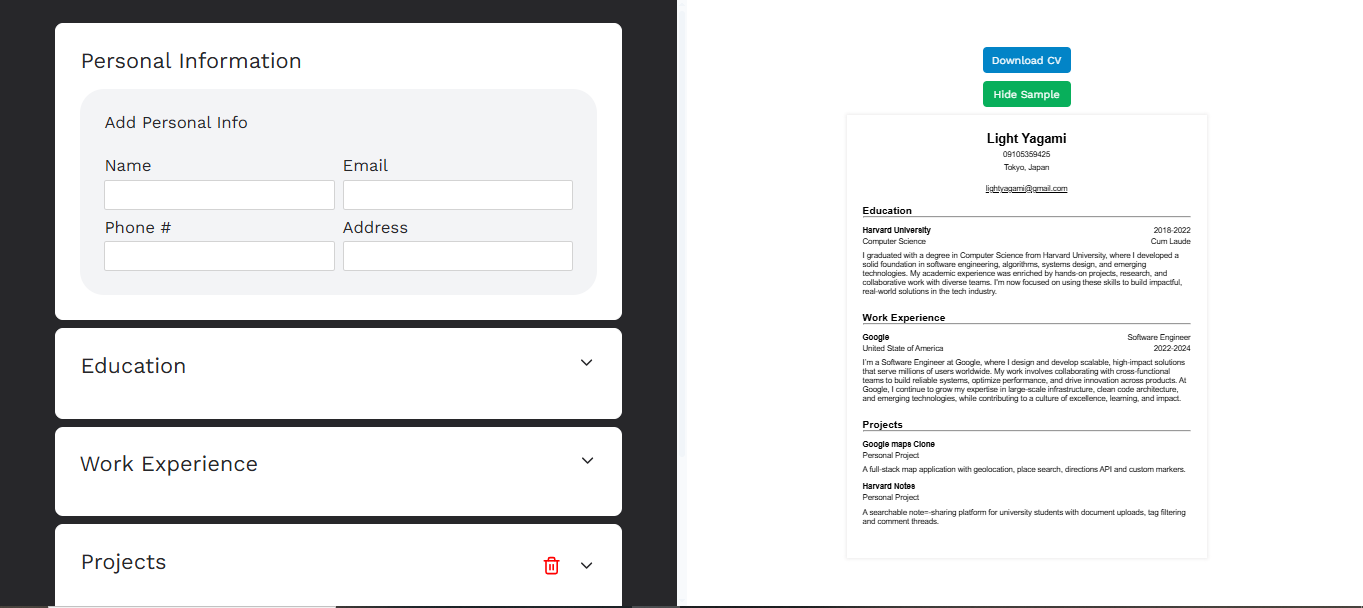 Personal Information
Add Personal Info
Name
Email
Phone #
Address
Education
Work Experience
Projects
Download CV
Hide Sample
Light Yagami
09105359425
Tokyo, Japan
lightyagami@gmail.com
Education
Harvard University 2018-2022
Computer Science Cum Laude
I graduated with a degree in Computer Science from Harvard University, where I developed a
solid foundation in software engineering, algorithms, systems design, and emerging
technologies. My academic experience was enriched by hands-on projects, research, and
collaborative work with diverse teams. I'm now focused on using these skills to build impactful,
real-world solutions in the tech industry.
Work Experience
Google Software Engineer
United State of America 2022-2024
I'm a Software Engineer at Google, where I design and develop scalable, high-impact solutions
that serve millions of users worldwide. My work involves collaborating with cross-functional
teams to build reliable systems, optimize performance, and drive innovation across products. At
Google, I continue to grow my expertise in large-scale infrastructure, clean code architecture,
and emerging technologies, while contributing to a culture of excellence, learning, and impact.
Projects
Google maps Clone
Personal Project
A full-stack map application with geolocation, place search, directions API and custom markers.
Harvard Notes
Personal Project
A searchable note=-sharing platform for university students with document uploads, tag filtering
and comment threads.